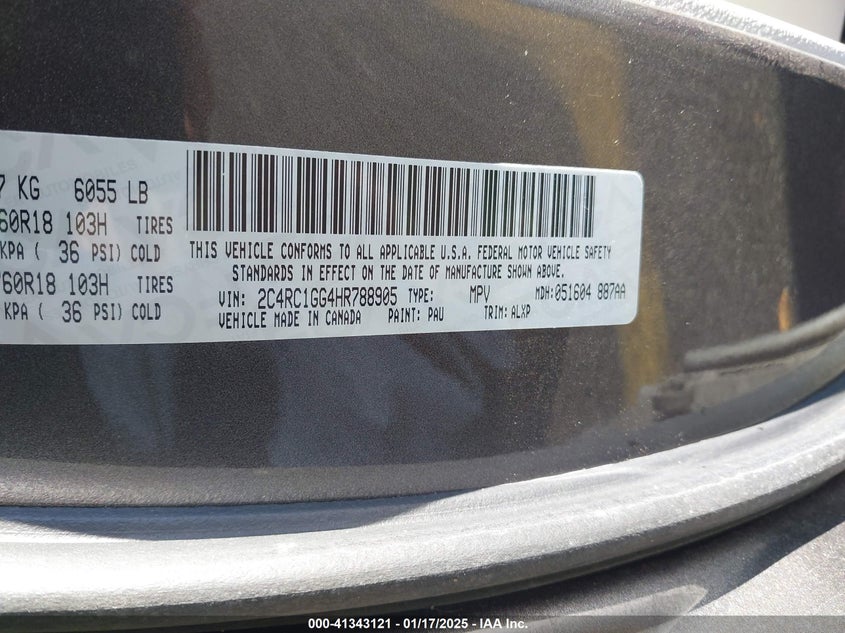 7 KG 6055 LB
60R18 103H TIRES
KPA ( 36 PSI) COLD
/60R18 103H TIRES
KPA ( 36 PSI) COLD
THIS VEHICLE CONFORMS TO ALL APPLICABLE U.S.A. FEDERAL MOTOR VEHICLE SAFETY
STANDARDS IN EFFECT ON THE DATE OF MANUFACTURE SHOWN ABOVE.
VIN: 2C4RC1GG4HR788905 TYPE: MPV MDH: 051604 887AA
VEHICLE MADE IN CANADA PAINT: PAU TRIM: ALXP
000-41343121 - 01/17/2025 - IAA Inc.